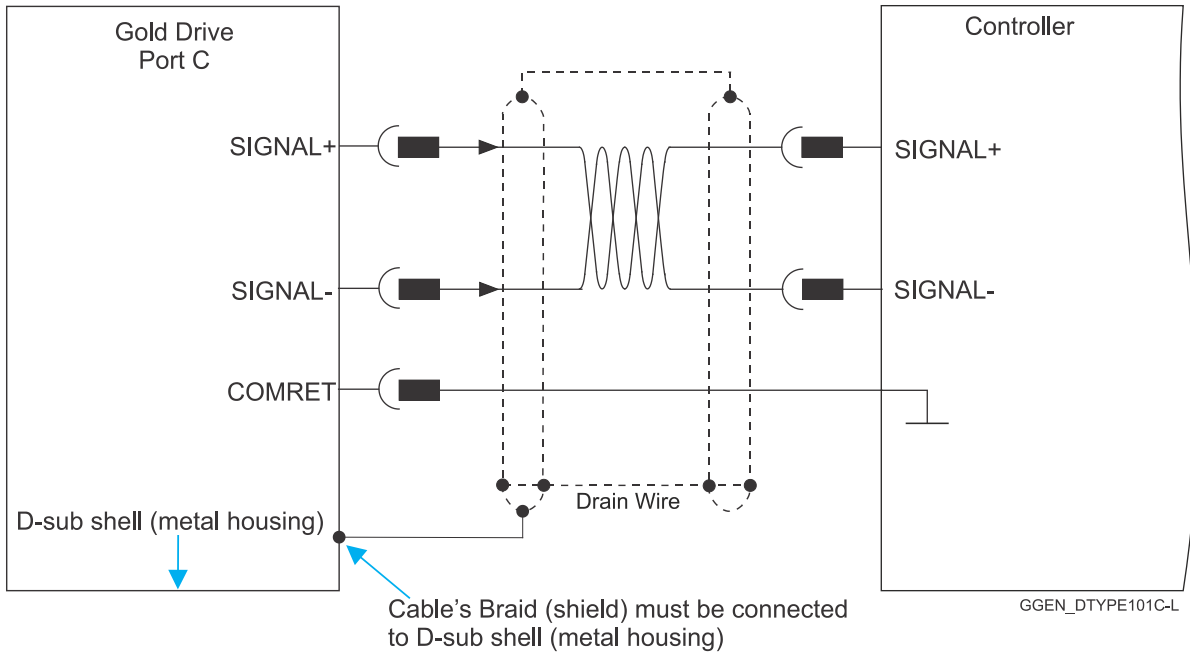 Gold Drive
Port C
Controller
SIGNAL+
SIGNAL+
SIGNAL-
SIGNAL-
COMRET
Drain Wire
D-sub shell (metal housing)
Cable's Braid (shield) must be connected
to D-sub shell (metal housing)
GGEN_DTYPE101C-L